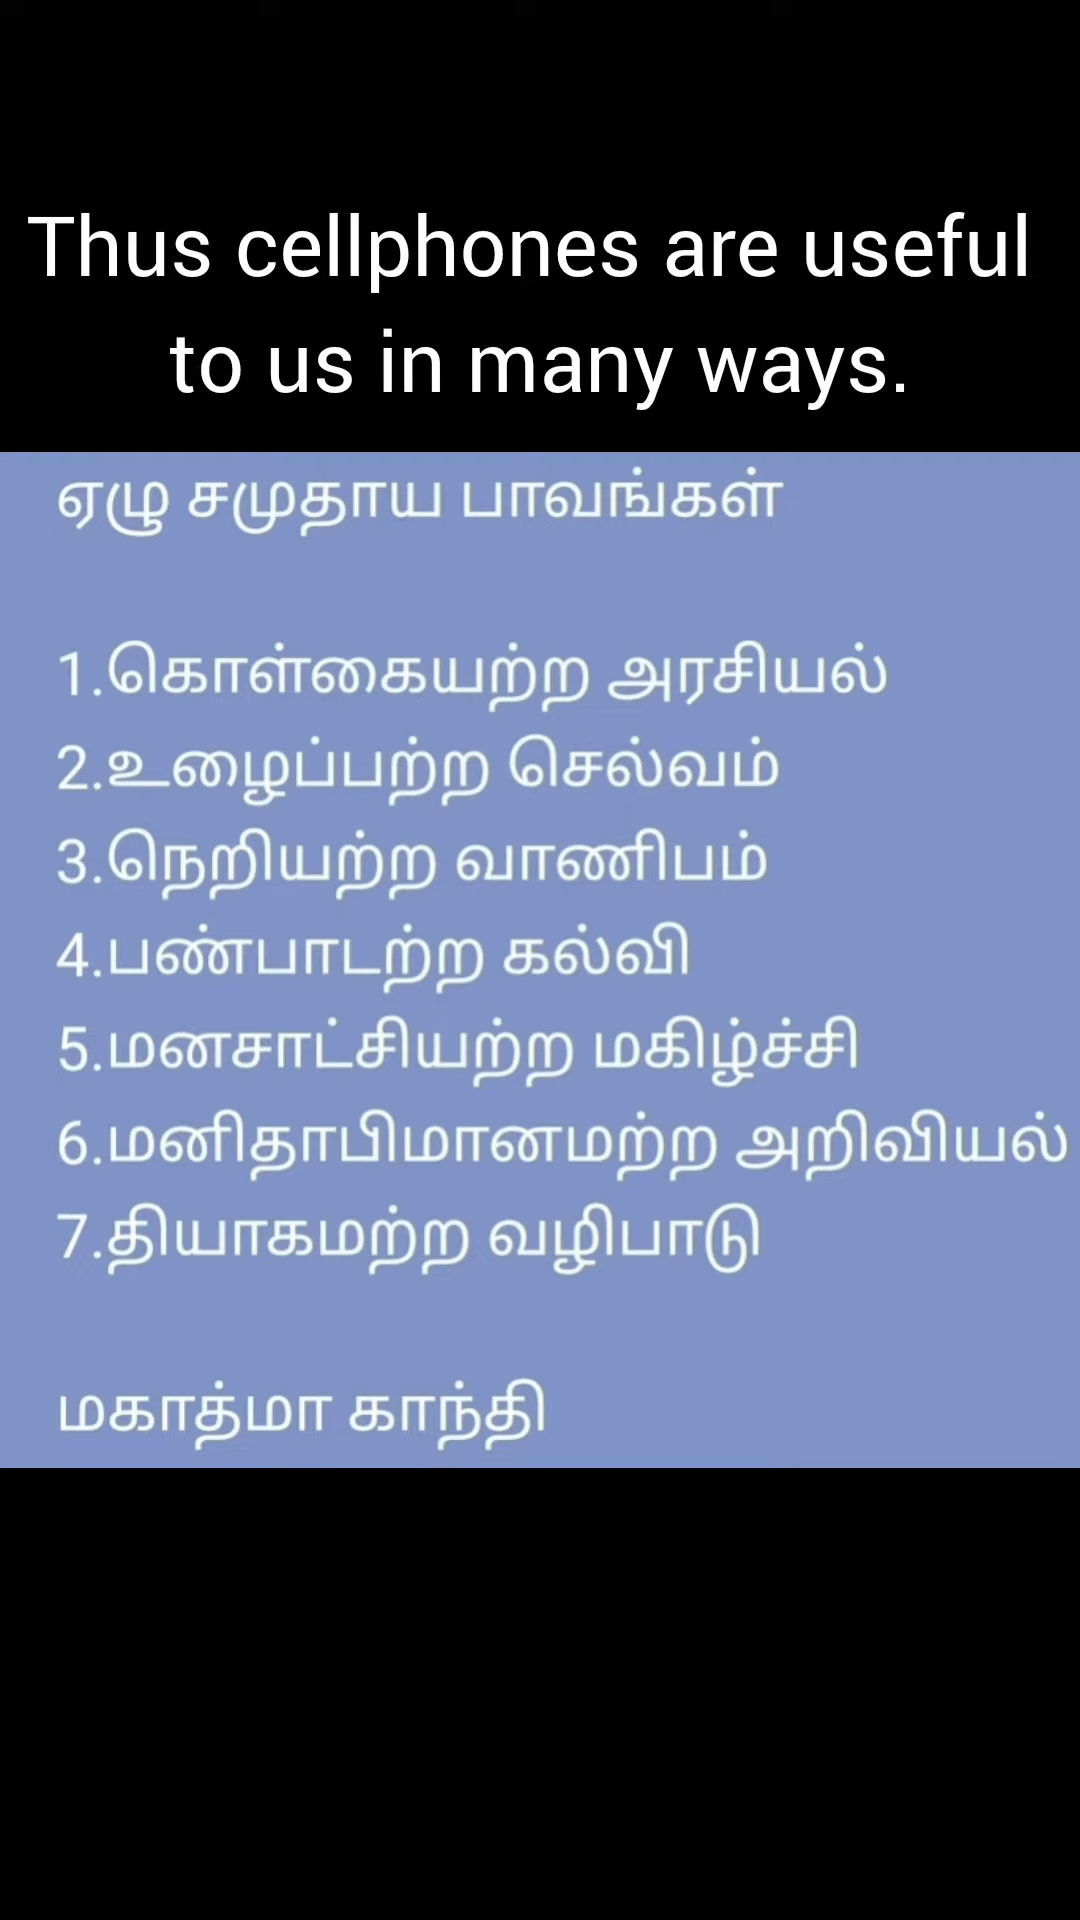 Thus cellphones are useful
to us in many ways.
ஏழு சமுதாய பாவங்கள்
1.கொள்கையற்ற அரசியல்
2.உழைப்பற்ற செல்வம்
3.நெறியற்ற வாணிபம்
4.பண்பாடற்ற கல்வி
5.மனசாட்சியற்ற மகிழ்ச்சி
6.மனிதாபிமானமற்ற அறிவியல்
7.தியாகமற்ற வழிபாடு
மகாத்மா காந்தி